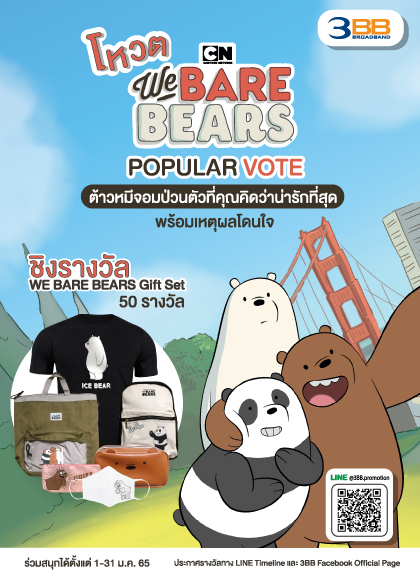 3BB
BROADBAND
โหวต
CN
CARTOON NETWORK
We BARE
BEARS
POPULAR VOTE
ต้าวหมีจอมป่วนตัวที่คุณคิดว่าน่ารักที่สุด
พร้อมเหตุผลโดนใจ
ชิงรางวัล
WE BARE BEARS Gift Set
50 รางวัล
ICE BEAR
LINE @3BB.promotion
ร่วมสนุกได้ตั้งแต่ 1-31 ม.ค. 65
ประกาศรางวัลทาง LINE Timeline และ 3BB Facebook Official Page